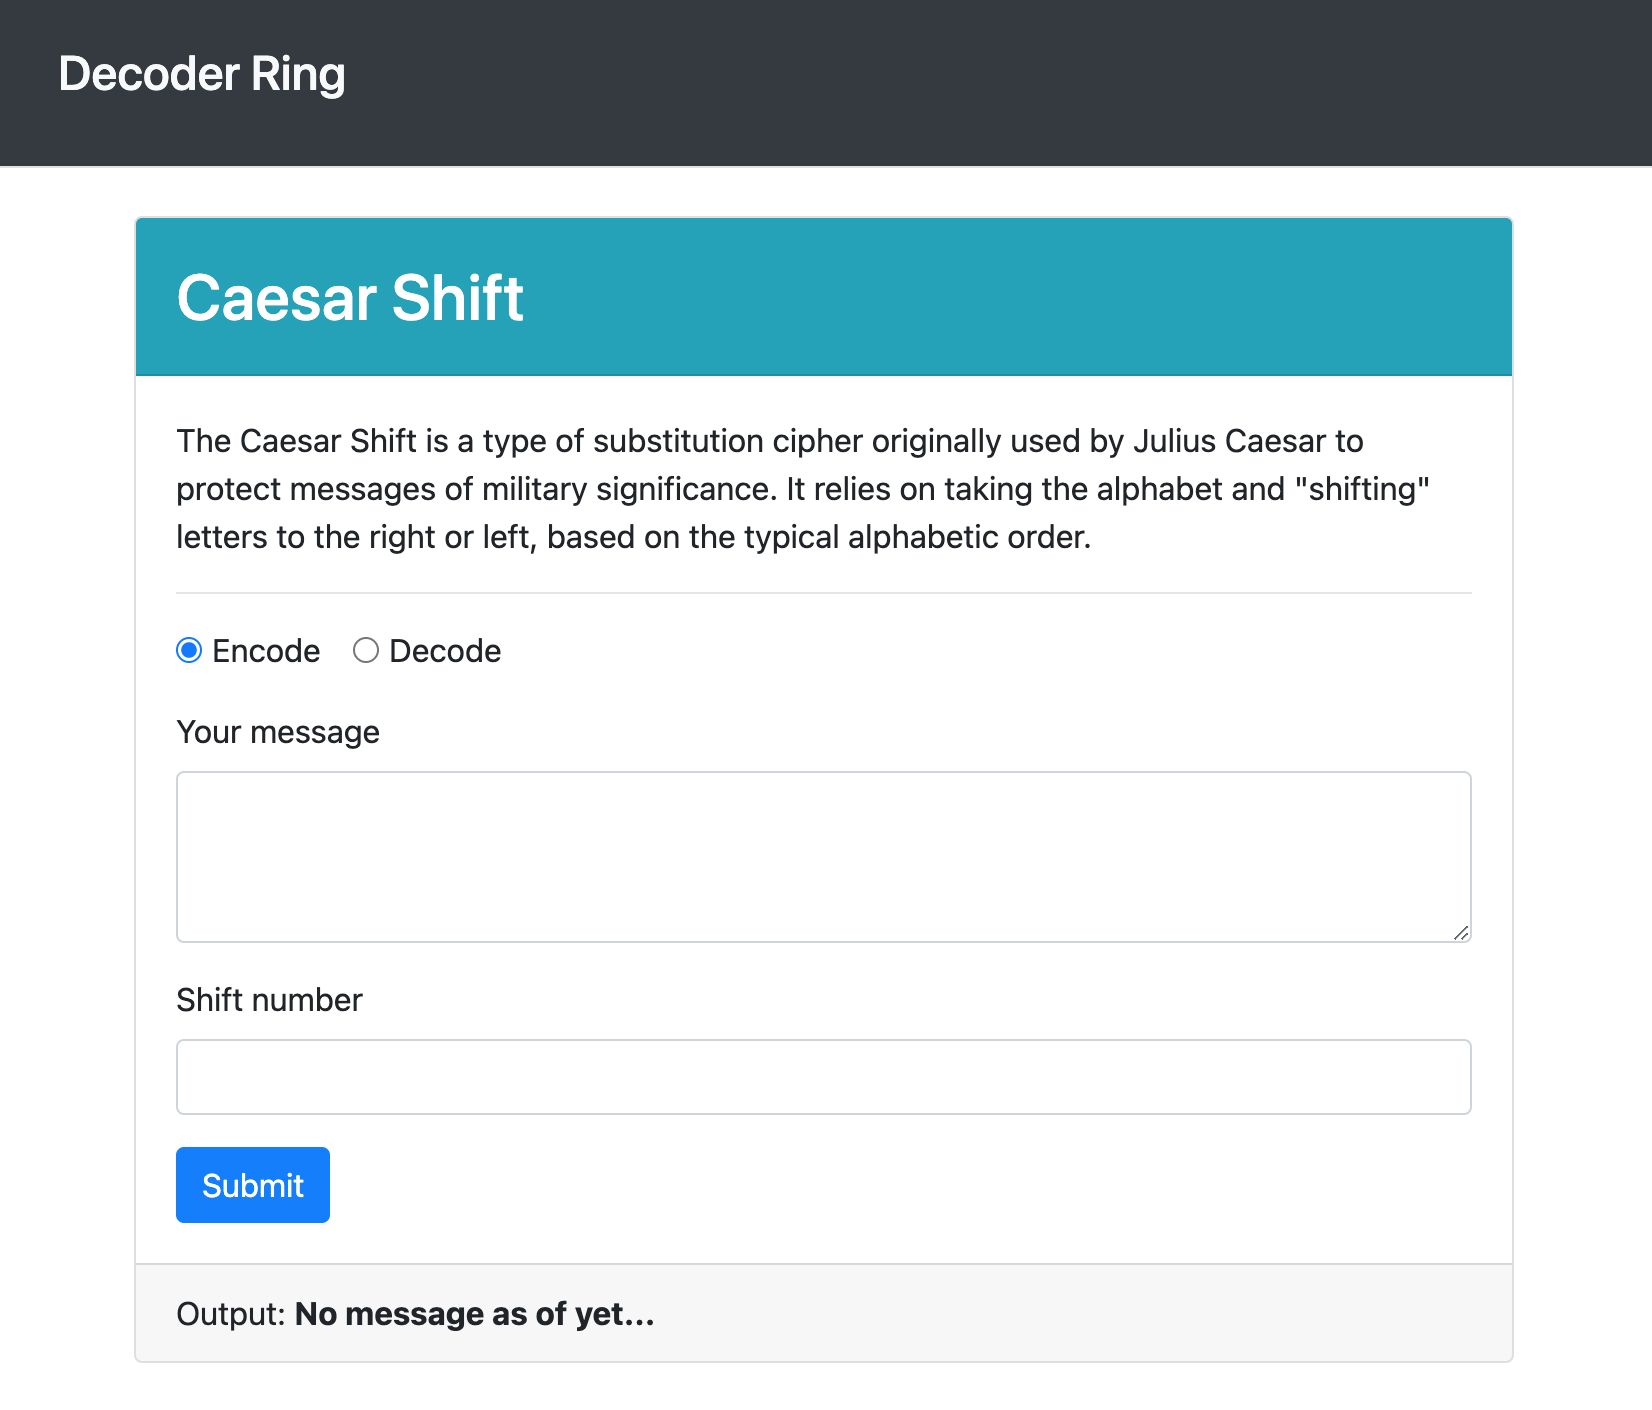 Decoder Ring
Caesar Shift
The Caesar Shift is a type of substitution cipher originally used by Julius Caesar to
protect messages of military significance. It relies on taking the alphabet and "shifting"
letters to the right or left, based on the typical alphabetic order.
Encode Decode
Your message
Shift number
Submit
Output: No message as of yet...